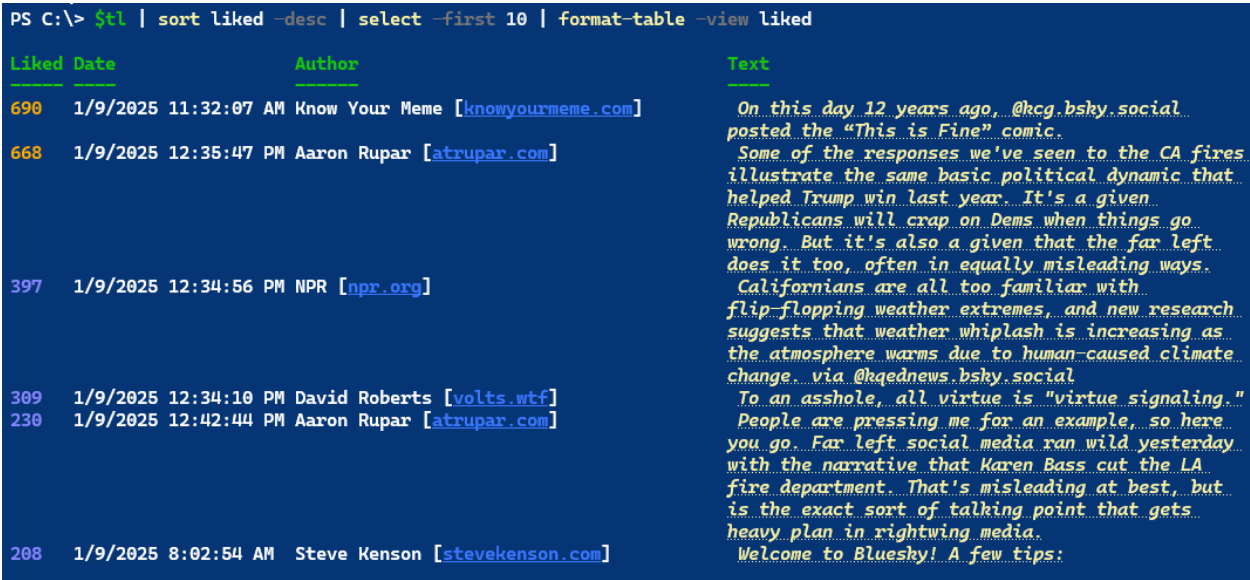 PS C:\> $tl | sort liked -desc | select -first 10 | format-table -view liked
Liked Date Author Text
----- ---- ------ ----
690 1/9/2025 11:32:07 AM Know Your Meme [knowyourmeme.com] On this day 12 years ago, @kcg.bsky.social
posted the “This is Fine” comic.
668 1/9/2025 12:35:47 PM Aaron Rupar [atrupar.com] Some of the responses we've seen to the CA fires
illustrate the same basic political dynamic that
helped Trump win last year. It's a given
Republicans will crap on Dems when things go
wrong. But it's also a given that the far left
does it too, often in equally misleading ways.
397 1/9/2025 12:34:56 PM NPR [npr.org] Californians are all too familiar with
flip-flopping weather extremes, and new research
suggests that weather whiplash is increasing as
the atmosphere warms due to human-caused climate
change. via @kqednews.bsky.social
309 1/9/2025 12:34:10 PM David Roberts [volts.wtf] To an asshole, all virtue is "virtue signaling."
230 1/9/2025 12:42:44 PM Aaron Rupar [atrupar.com] People are pressing me for an example, so here
you go. Far left social media ran wild yesterday
with the narrative that Karen Bass cut the LA
fire department. That's misleading at best, but
is the exact sort of talking point that gets
heavy plan in rightwing media.
208 1/9/2025 8:02:54 AM Steve Kenson [stevekenson.com] Welcome to Bluesky! A few tips: